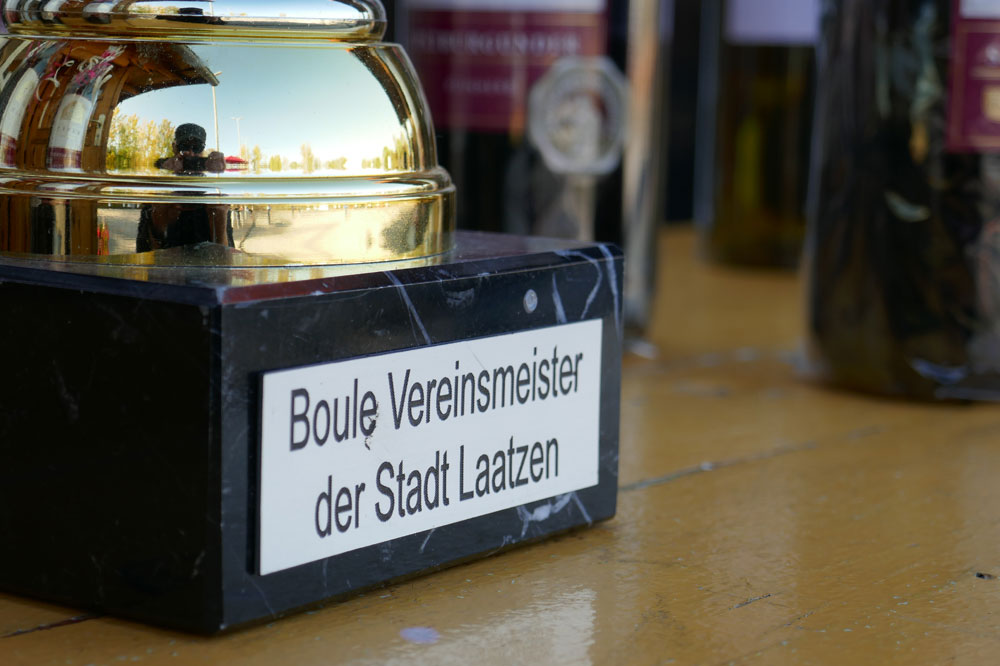 Boule Vereinsmeister
der Stadt Laatzen